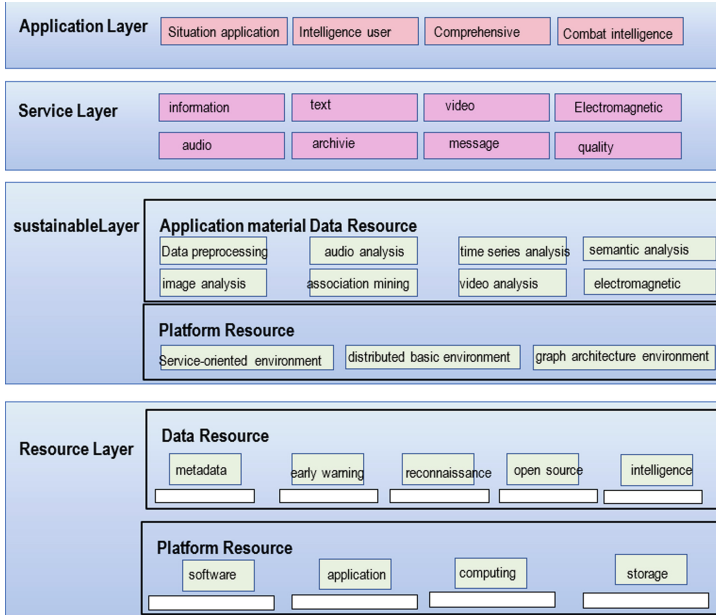 Application Layer
Situation application
Intelligence user
Comprehensive
Combat intelligence
Service Layer
information
text
video
Electromagnetic
audio
archivie
message
quality
sustainableLayer
Application material Data Resource
Data preprocessing
audio analysis
time series analysis
semantic analysis
image analysis
association mining
video analysis
electromagnetic
Platform Resource
Service-oriented environment
distributed basic environment
graph architecture environment
Resource Layer
Data Resource
metadata
early warning
reconnaissance
open source
intelligence
Platform Resource
software
application
computing
storage